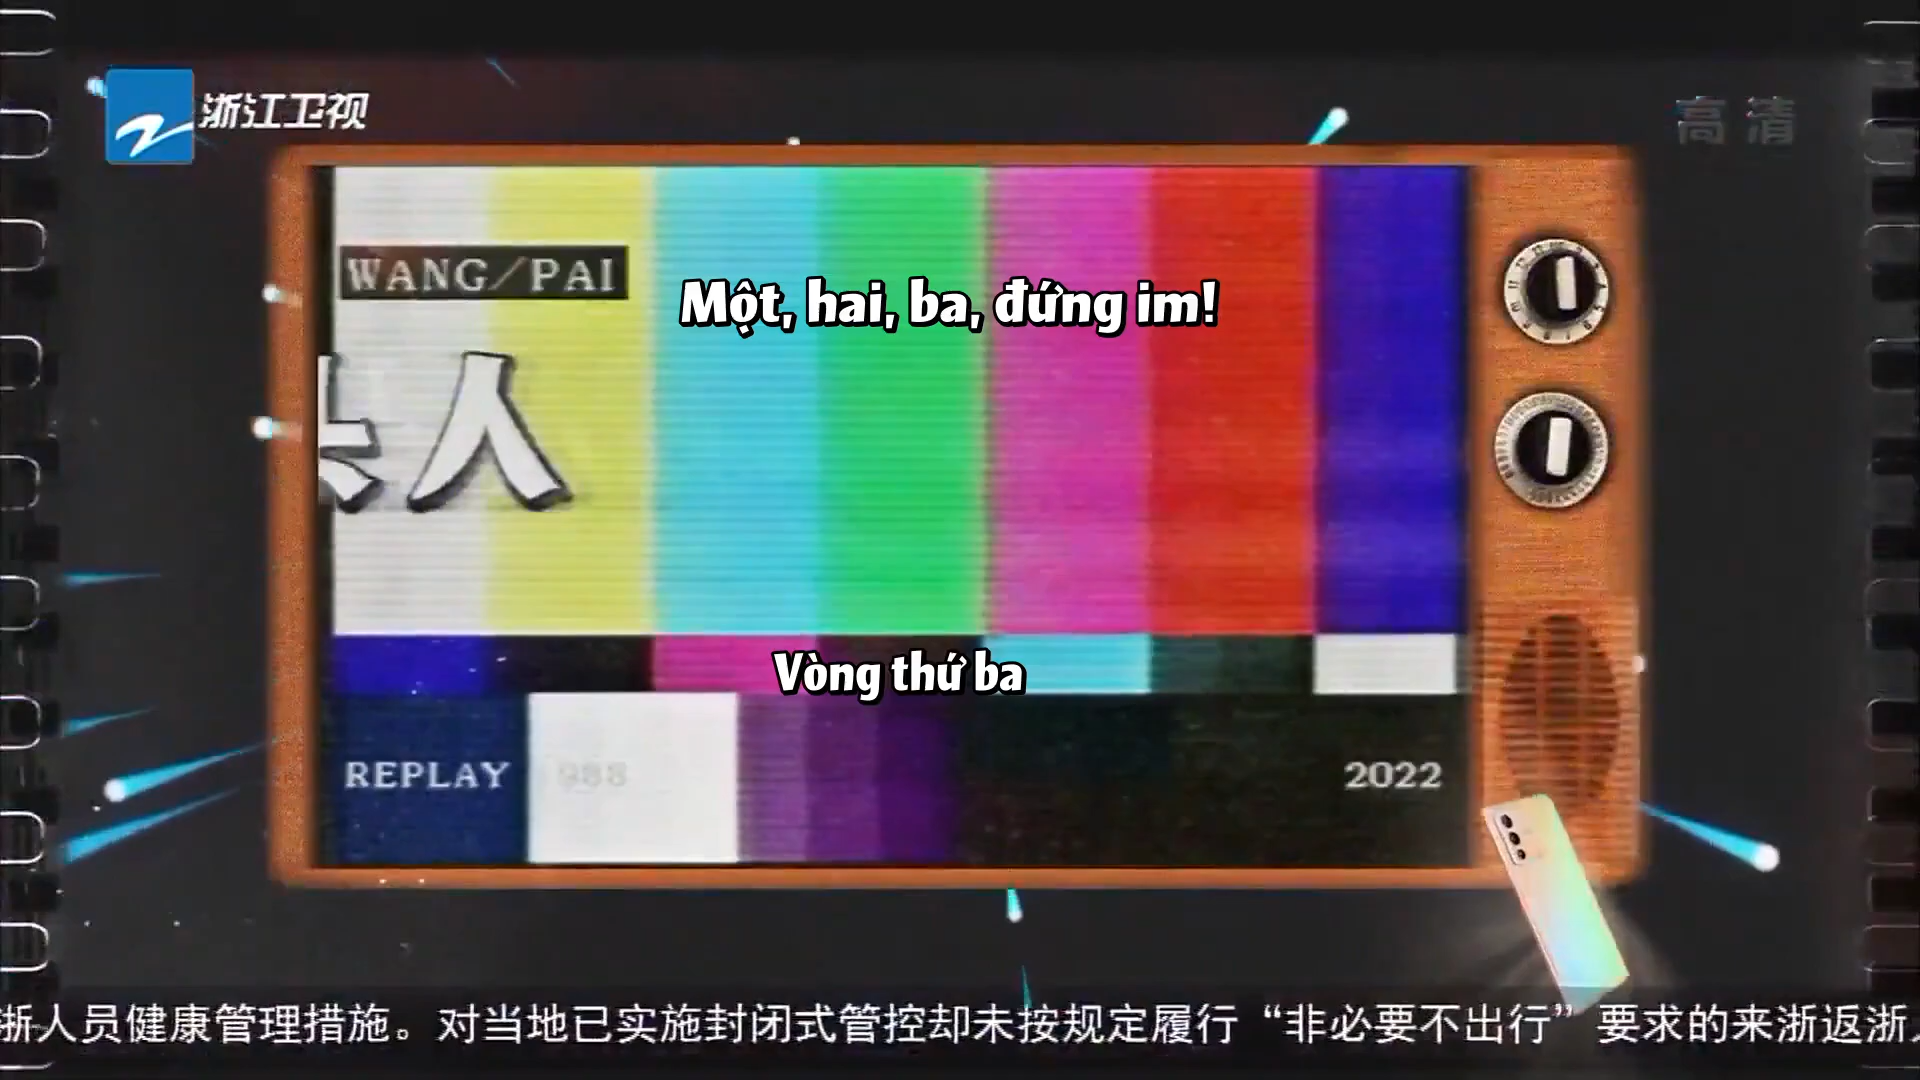 浙江卫视
高清
WANG/PAI
Một, hai, ba, đứng im!
人
Vòng thứ ba
REPLAY 988
2022
浙人员健康管理措施。对当地已实施封闭式管控却未按规定履行“非必要不出行”要求的来浙返浙